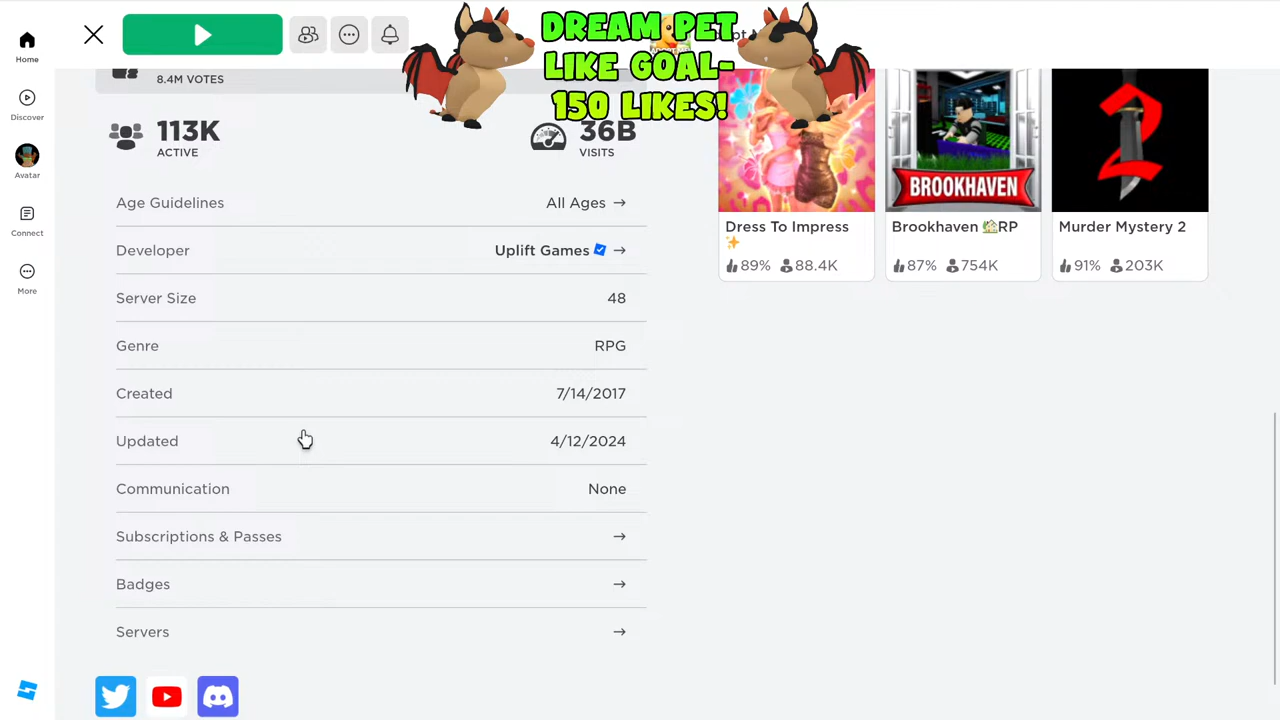 Home
Discover
Avatar
Connect
More
DREAM PET
LIKE GOAL-
150 LIKES!
8.4M VOTES
113K
ACTIVE
36B
VISITS
Age Guidelines
All Ages →
Developer
Uplift Games →
Server Size
48
Genre
RPG
Created
7/14/2017
Updated
4/12/2024
Communication
None
Subscriptions & Passes
→
Badges
→
Servers
→
BROOKHAVEN
2
Dress To Impress
✨
89% 88.4K
Brookhaven 🏡RP
87% 754K
Murder Mystery 2
91% 203K